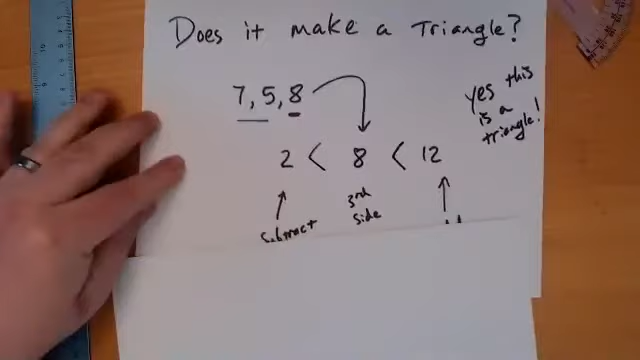 Does it make a Triangle?
7, 5, 8
yes this
is a
triangle!
2 < 8 < 12
subtract
3rd
side